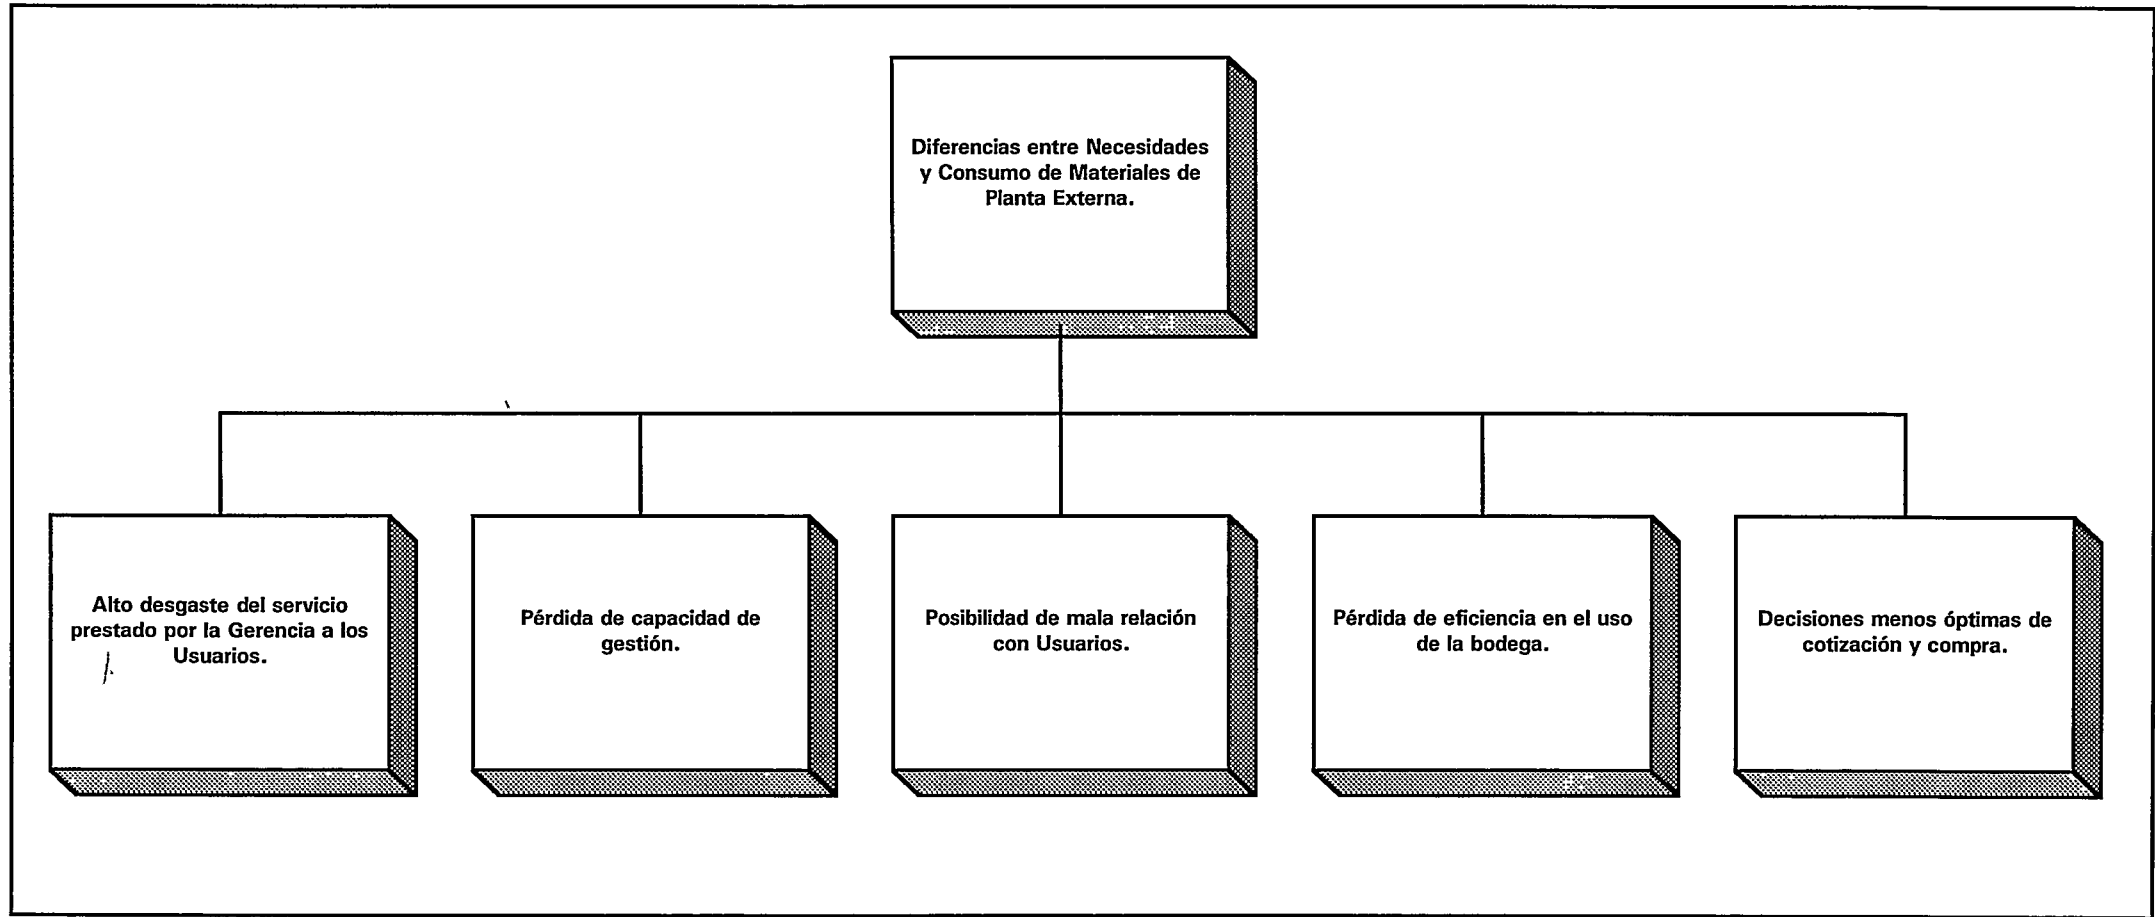 Diferencias entre Necesidades
y Consumo de Materiales de
Planta Externa.
Alto desgaste del servicio
prestado por la Gerencia a los
Usuarios.
Pérdida de capacidad de
gestión.
Posibilidad de mala relación
con Usuarios.
Pérdida de eficiencia en el uso
de la bodega.
Decisiones menos óptimas de
cotización y compra.